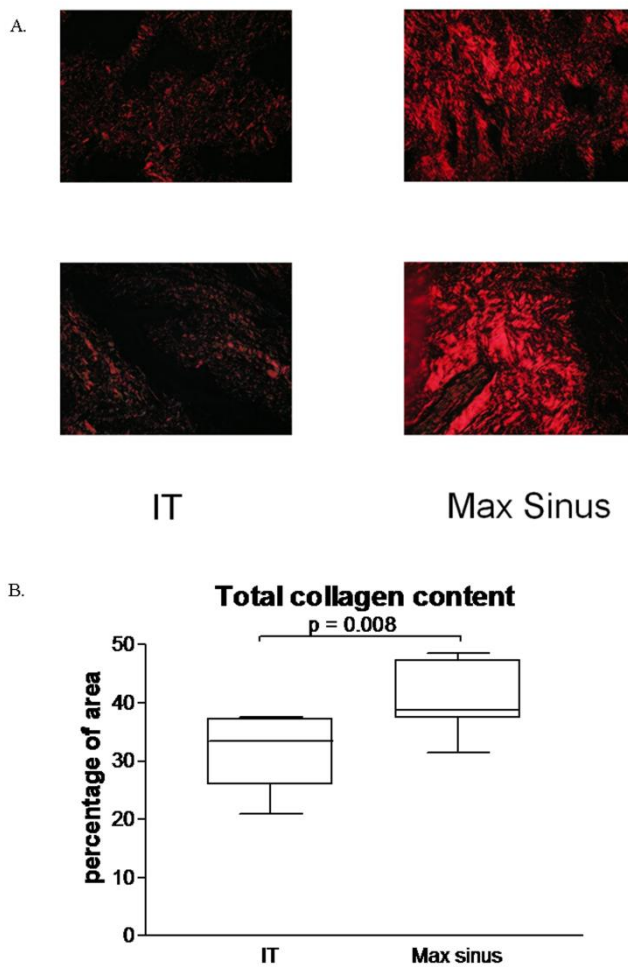 A.
IT
Max Sinus
B.
Total collagen content
p = 0.008
percentage of area
50
40
30
20
10
0
IT
Max sinus